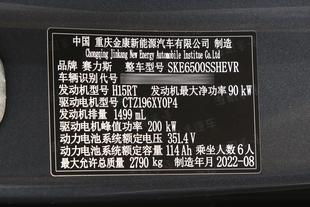 中国 重庆金康新能源汽车有限公司 制造
Chongqing Jinkang New Energy Automobile Institue Co Ltd
品牌 赛力斯 整车型号 SKE6500SSHEVR
车辆识别代号
发动机型号 H15RT 发动机最大净功率 90 kW
驱动电机型号 CTZ196XY0P4
发动机排量 1499 mL
驱动电机峰值功率 200 kW
动力电池系统额定电压 351.4 V
动力电池系统额定容量 114 Ah 乘坐人数 6人
最大允许总质量 2790 kg 制造年月 2022-08